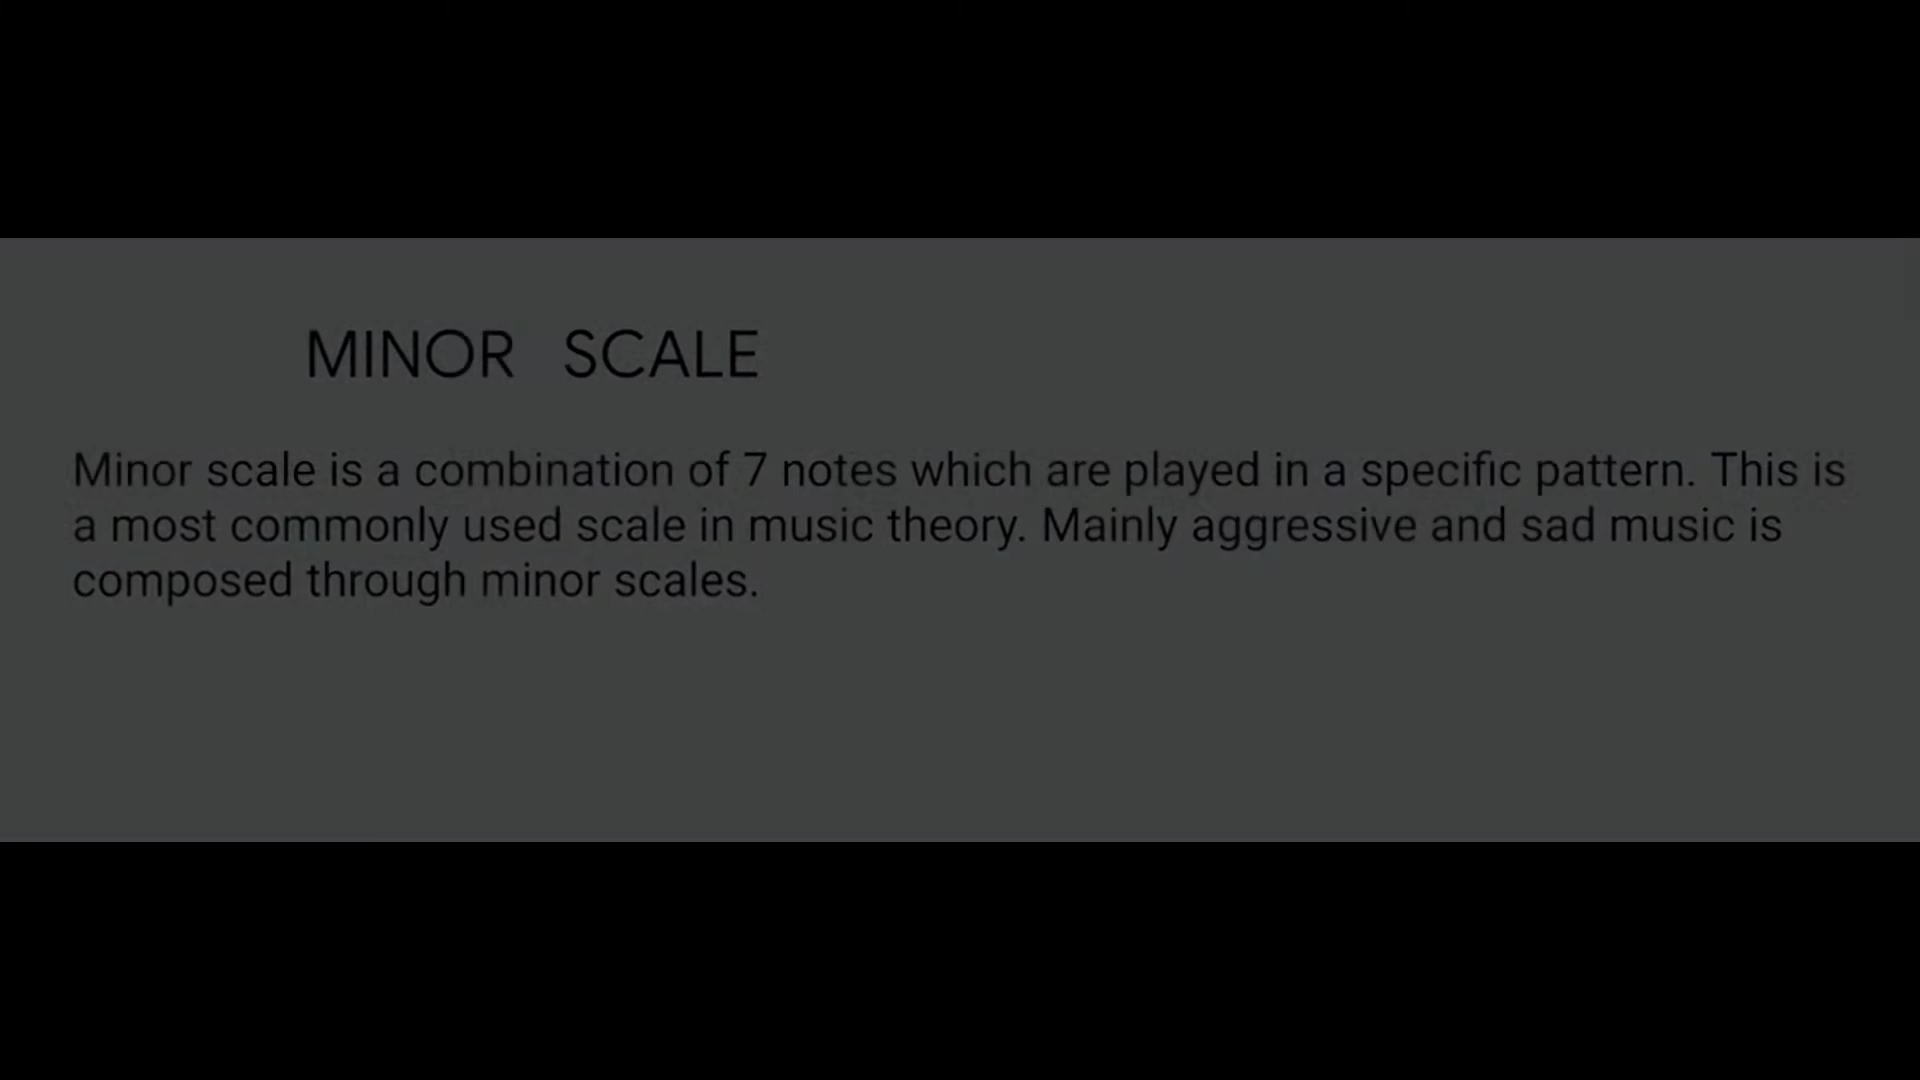 MINOR SCALE
Minor scale is a combination of 7 notes which are played in a specific pattern. This is
a most commonly used scale in music theory. Mainly aggressive and sad music is
composed through minor scales.